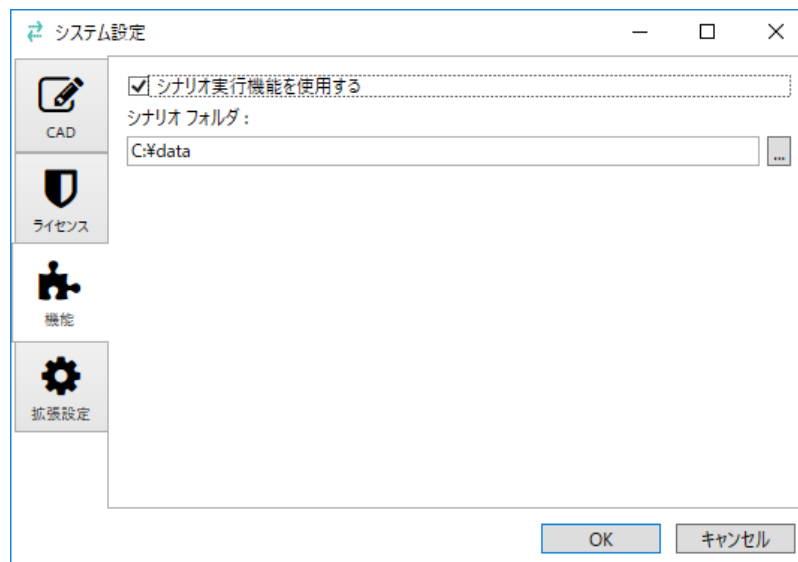 システム設定
CAD
ライセンス
機能
拡張設定
シナリオ実行機能を使用する
シナリオ フォルダ :
C:¥data
...
OK
キャンセル